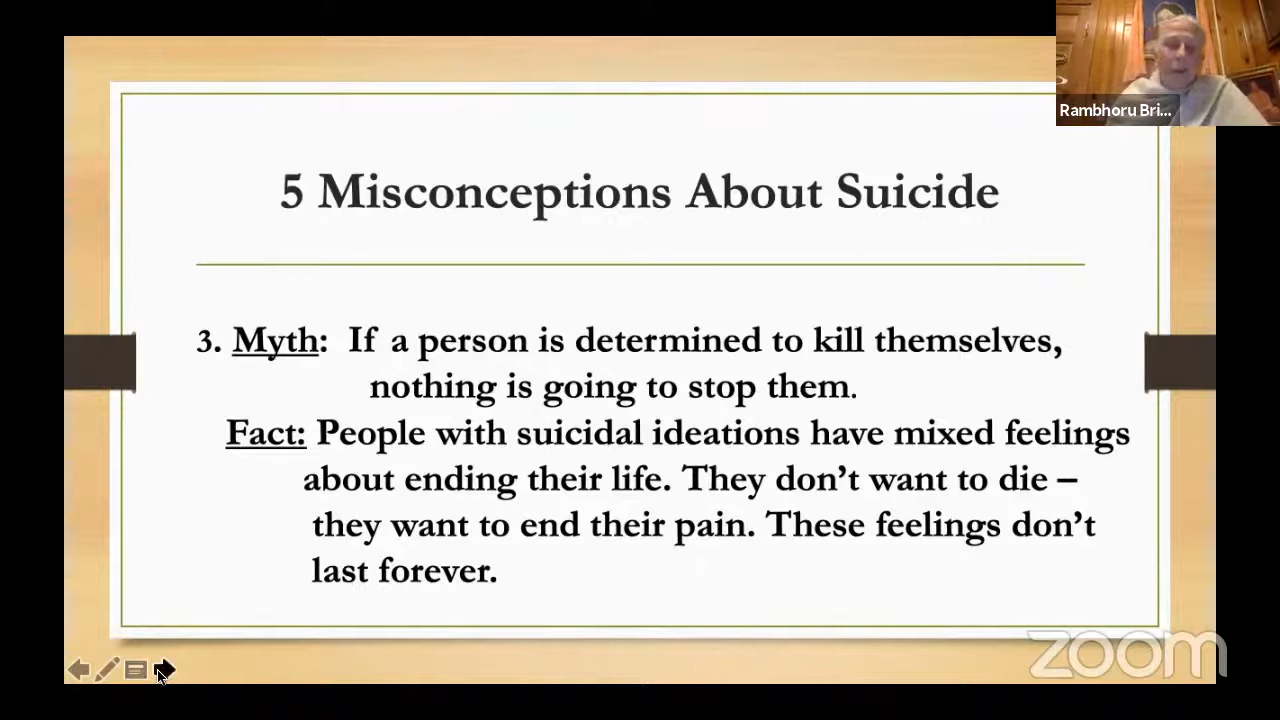 Rambhoru Bri...
5 Misconceptions About Suicide
3. Myth: If a person is determined to kill themselves,
nothing is going to stop them.
Fact: People with suicidal ideations have mixed feelings
about ending their life. They don’t want to die –
they want to end their pain. These feelings don’t
last forever.
zoom